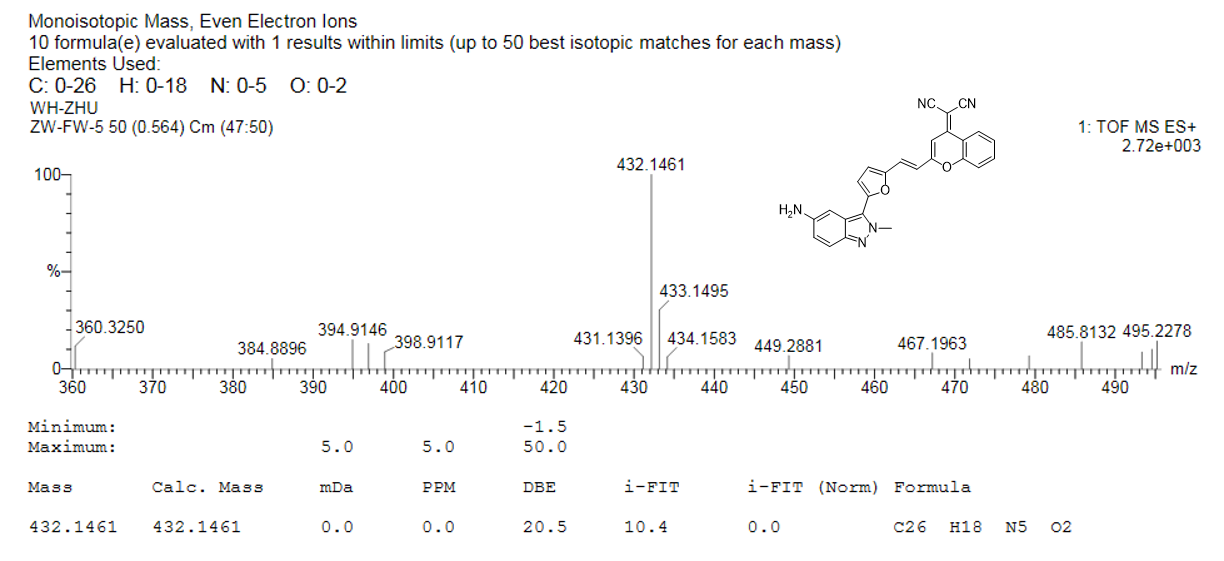 Monoisotopic Mass, Even Electron Ions
10 formula(e) evaluated with 1 results within limits (up to 50 best isotopic matches for each mass)
Elements Used:
C: 0-26 H: 0-18 N: 0-5 O: 0-2
WH-ZHU
ZW-FW-5 50 (0.564) Cm (47:50)
1: TOF MS ES+
2.72e+003
NC CN
O
O
H2N
N
N
100
%
0
432.1461
433.1495
360.3250
384.8896
394.9146
398.9117
431.1396
434.1583
449.2881
467.1963
485.8132
495.2278
m/z
360 370 380 390 400 410 420 430 440 450 460 470 480 490
Minimum: -1.5
Maximum: 5.0 5.0 50.0
Mass Calc. Mass mDa PPM DBE i-FIT i-FIT (Norm) Formula
432.1461 432.1461 0.0 0.0 20.5 10.4 0.0 C26 H18 N5 O2